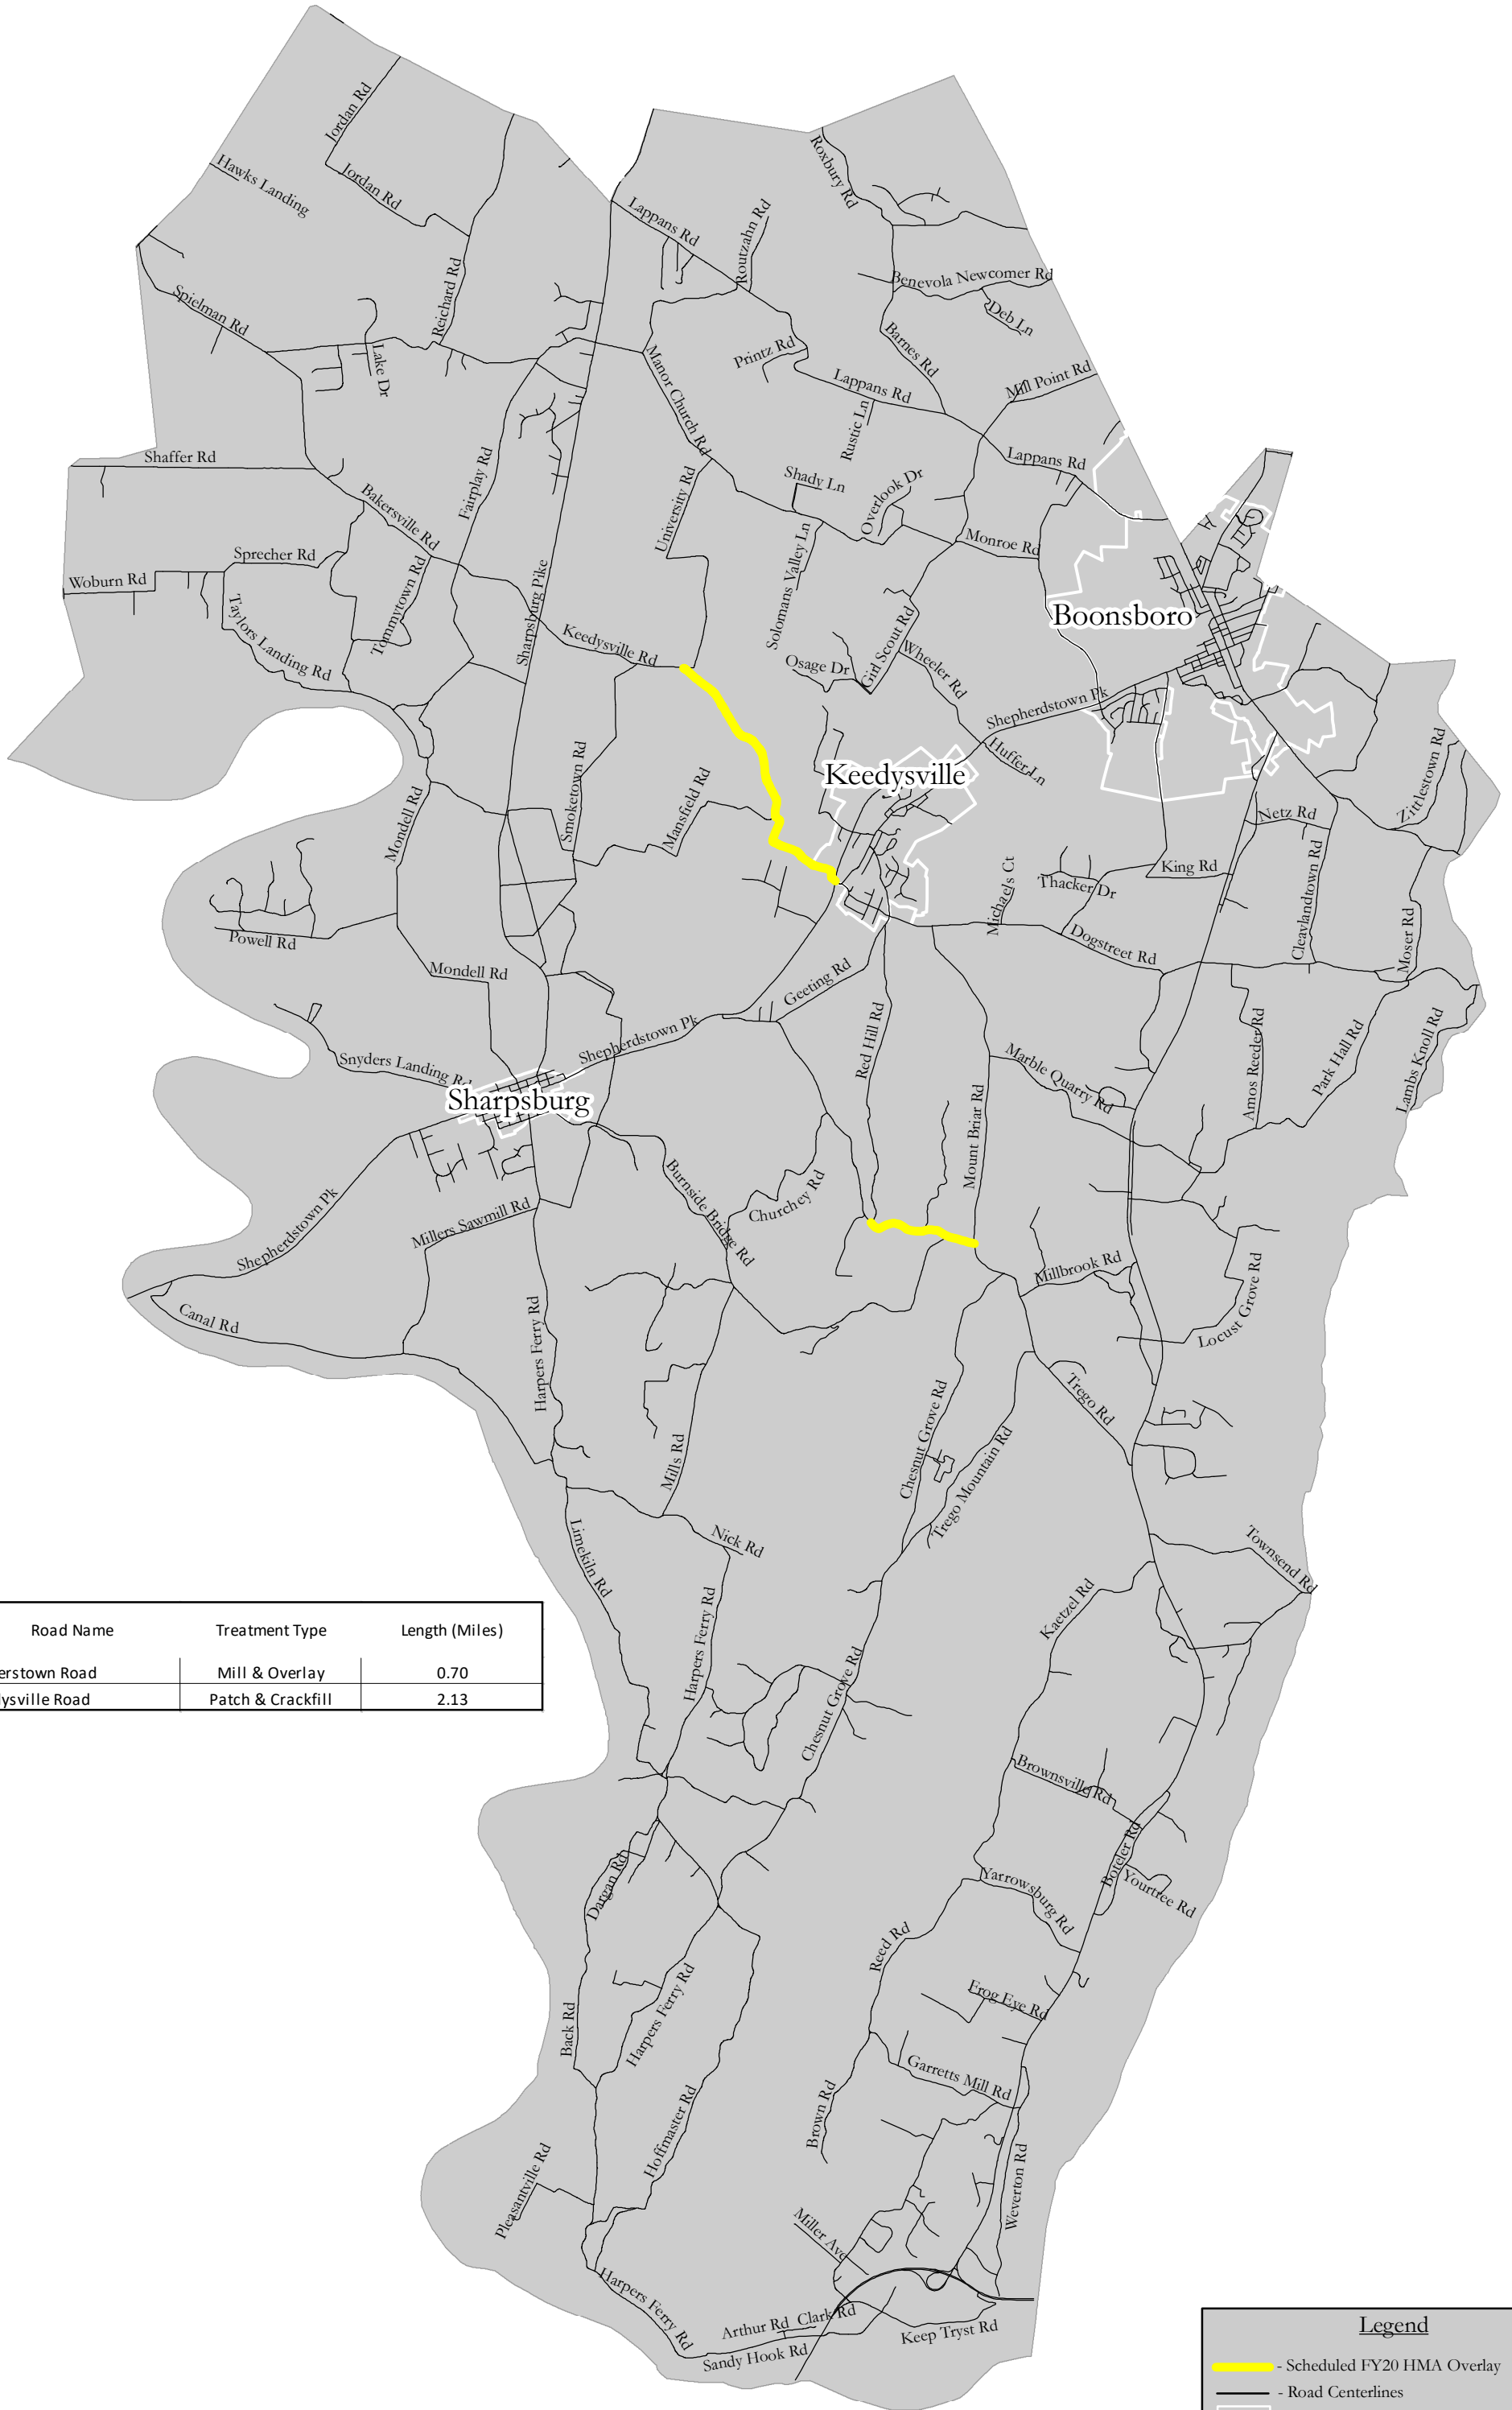 Jordan Rd
Hawks Landing
Jordan Rd
Roxbury Rd
Lappans Rd
Routzahn Rd
Reichard Rd
Benevola Newcomer Rd
Spielman Rd
Deb Ln
Lake Dr
Manor Church Rd
Printz Rd
Barnes Rd
Lappans Rd
Mill Point Rd
Rustic Ln
Shaffer Rd
Lappans Rd
Fairplay Rd
University Rd
Shady Ln
Overlook Dr
Bakersville Rd
Monroe Rd
Sprecher Rd
Woburn Rd
Tommytown Rd
Solomans Valley Ln
Taylors Landing Rd
Sharpsburg Pike
Boonsboro
Keedysville Rd
Girl Scout Rd
Osage Dr
Wheeler Rd
Shepherdstown Pk
Huffer Ln
Keedysville
Zittlestown Rd
Smoketown Rd
Mansfield Rd
Mondell Rd
Netz Rd
King Rd
Thacker Dr
Michaels Ct
Cleavlandtown Rd
Powell Rd
Dogstreet Rd
Moser Rd
Mondell Rd
Geeting Rd
Red Hill Rd
Shepherdstown Pk
Snyders Landing Rd
Marble Quarry Rd
Amos Reeder Rd
Park Hall Rd
Lambs Knoll Rd
Sharpsburg
Mount Briar Rd
Burnside Bridge Rd
Churchey Rd
Shepherdstown Pk
Millers Sawmill Rd
Millbrook Rd
Locust Grove Rd
Canal Rd
Harpers Ferry Rd
Trego Rd
Chesnut Grove Rd
Trego Mountain Rd
Mills Rd
Nick Rd
Limekiln Rd
Townsend Rd
Kaetzel Rd
Harpers Ferry Rd
Road Name Treatment Type Length (Miles)
erstown Road Mill & Overlay 0.70
ysville Road Patch & Crackfill 2.13
Chesnut Grove Rd
Brownsville Rd
Boteler Rd
Dargan Rd
Yarrowsburg Rd
Yourtree Rd
Reed Rd
Harpers Ferry Rd
Frog Eye Rd
Back Rd
Garretts Mill Rd
Hoffmaster Rd
Brown Rd
Pleasantville Rd
Weverton Rd
Miller Ave
Harpers Ferry Rd
Arthur Rd
Clark Rd
Keep Tryst Rd
Sandy Hook Rd
Legend
- Scheduled FY20 HMA Overlay
- Road Centerlines